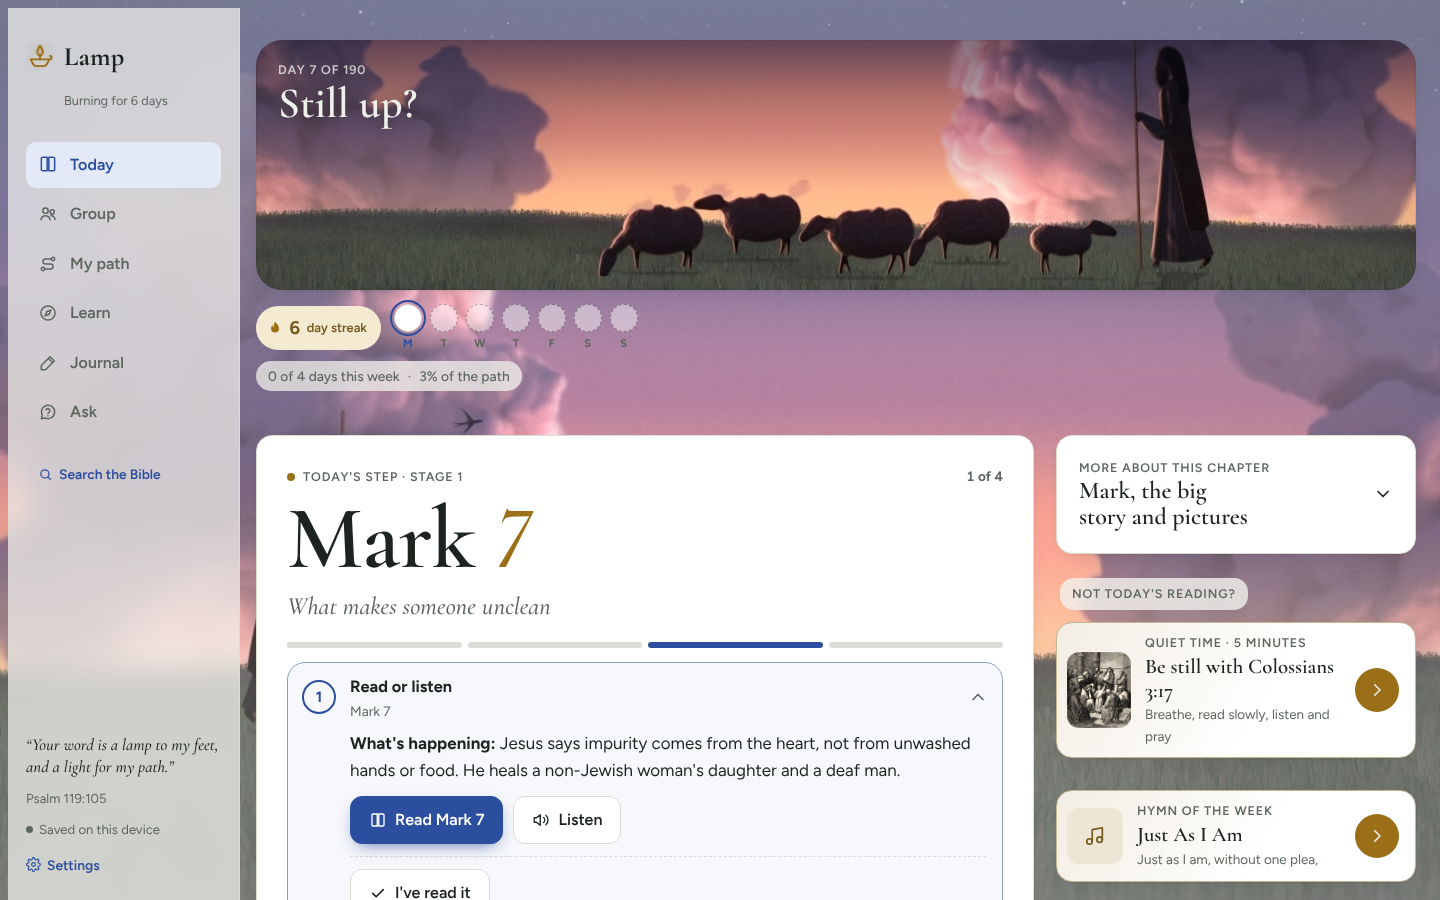 Lamp
Burning for 6 days
Today
Group
My path
Learn
Journal
Ask
Search the Bible
“Your word is a lamp to my feet,
and a light for my path.”
Psalm 119:105
Saved on this device
Settings
DAY 7 OF 190
Still up?
6 day streak
M T W T F S S
0 of 4 days this week · 3% of the path
TODAY'S STEP · STAGE 1
1 of 4
Mark 7
What makes someone unclean
1
Read or listen
Mark 7
What's happening: Jesus says impurity comes from the heart, not from unwashed
hands or food. He heals a non-Jewish woman's daughter and a deaf man.
Read Mark 7
Listen
I've read it
MORE ABOUT THIS CHAPTER
Mark, the big
story and pictures
NOT TODAY'S READING?
QUIET TIME · 5 MINUTES
Be still with Colossians
3:17
Breathe, read slowly, listen and
pray
HYMN OF THE WEEK
Just As I Am
Just as I am, without one plea,